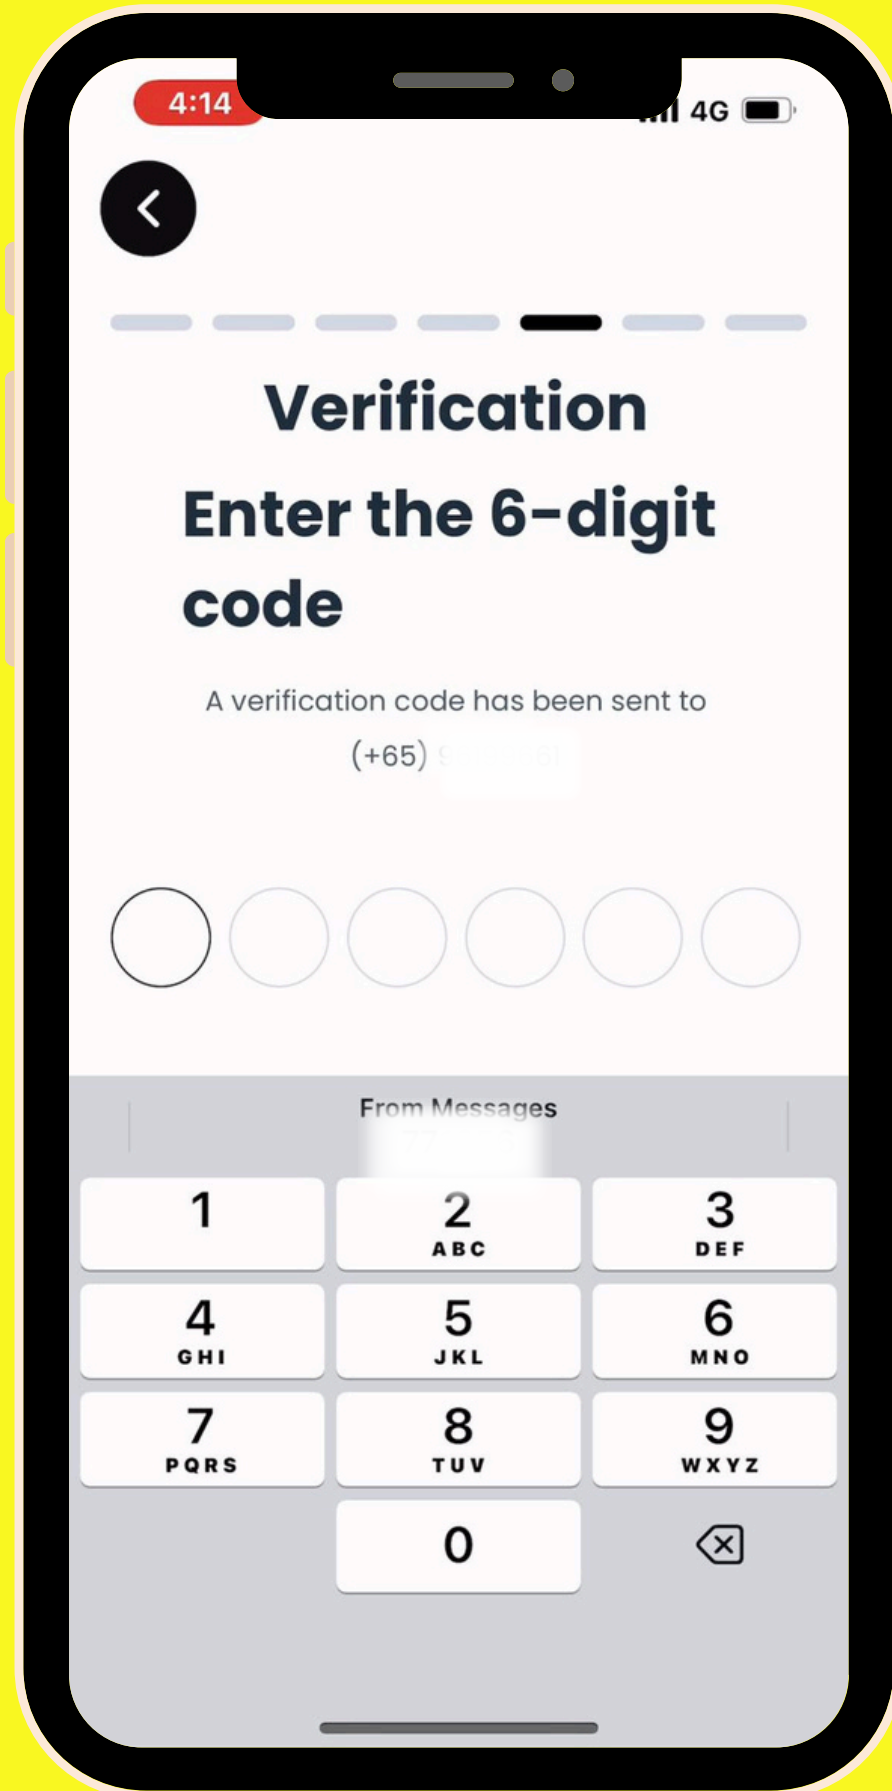 4:14
4G
Verification
Enter the 6-digit
code
A verification code has been sent to
(+65)
From Messages
1
2
ABC
3
DEF
4
GHI
5
JKL
6
MNO
7
PQRS
8
TUV
9
WXYZ
0